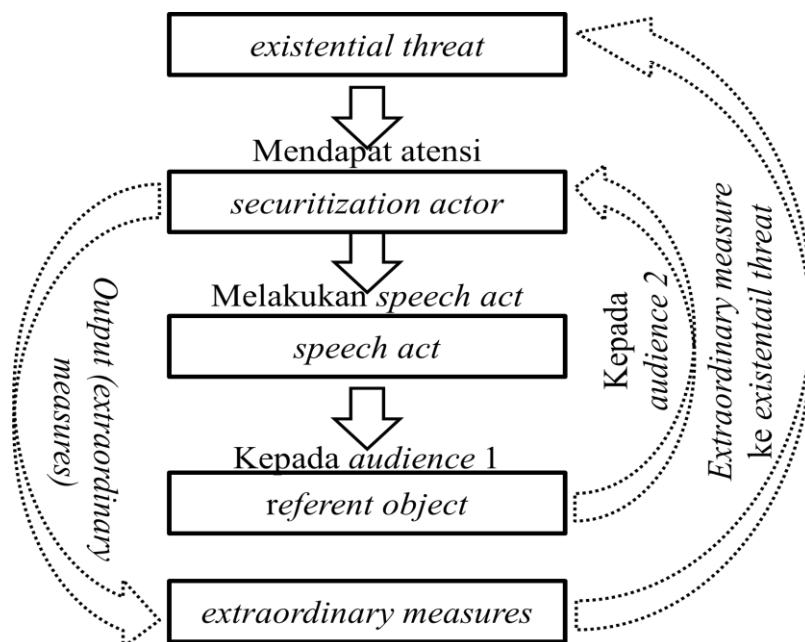 existential threat
Mendapat atensi
securitization actor
Melakukan speech act
speech act
Kepada audience 1
referent object
extraordinary measures
Output (extraordinary
measures)
Kepada
audience 2
Extraordinary measure
ke existentail threat